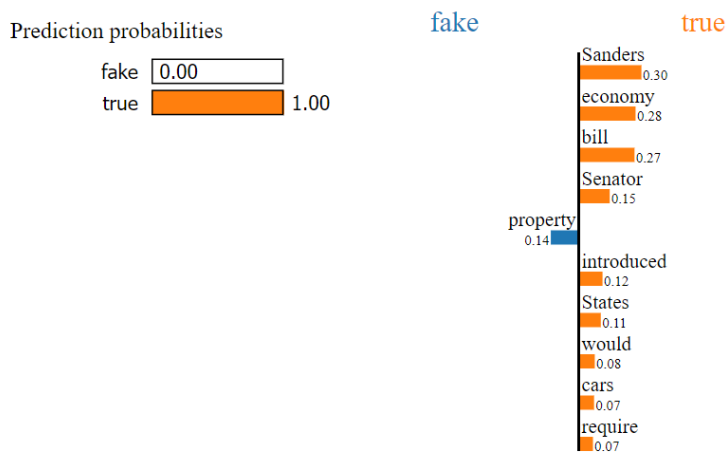 fake true
Prediction probabilities
fake 0.00
true 1.00
Sanders
0.30
economy
0.28
bill
0.27
Senator
0.15
property
0.14
introduced
0.12
States
0.11
would
0.08
cars
0.07
require
0.07